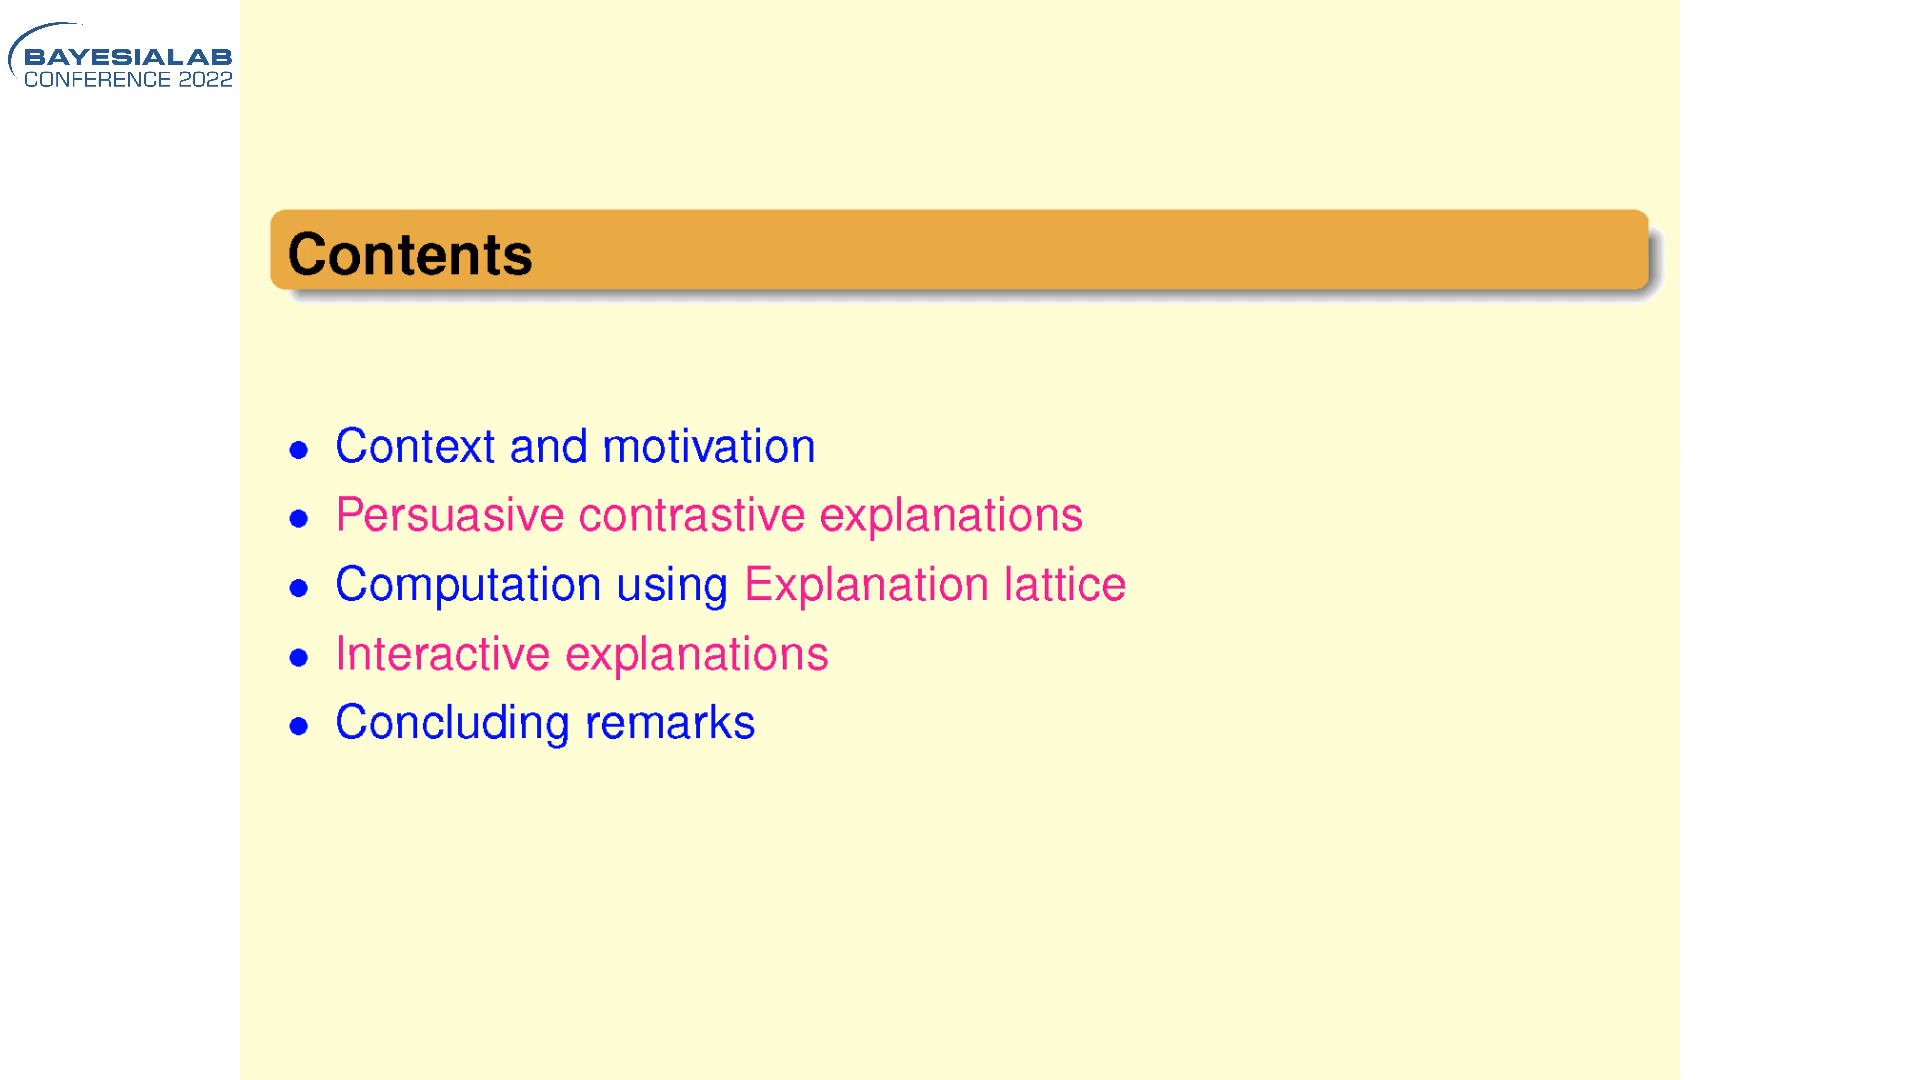 BAYESIALAB
CONFERENCE 2022
Contents
• Context and motivation
• Persuasive contrastive explanations
• Computation using Explanation lattice
• Interactive explanations
• Concluding remarks